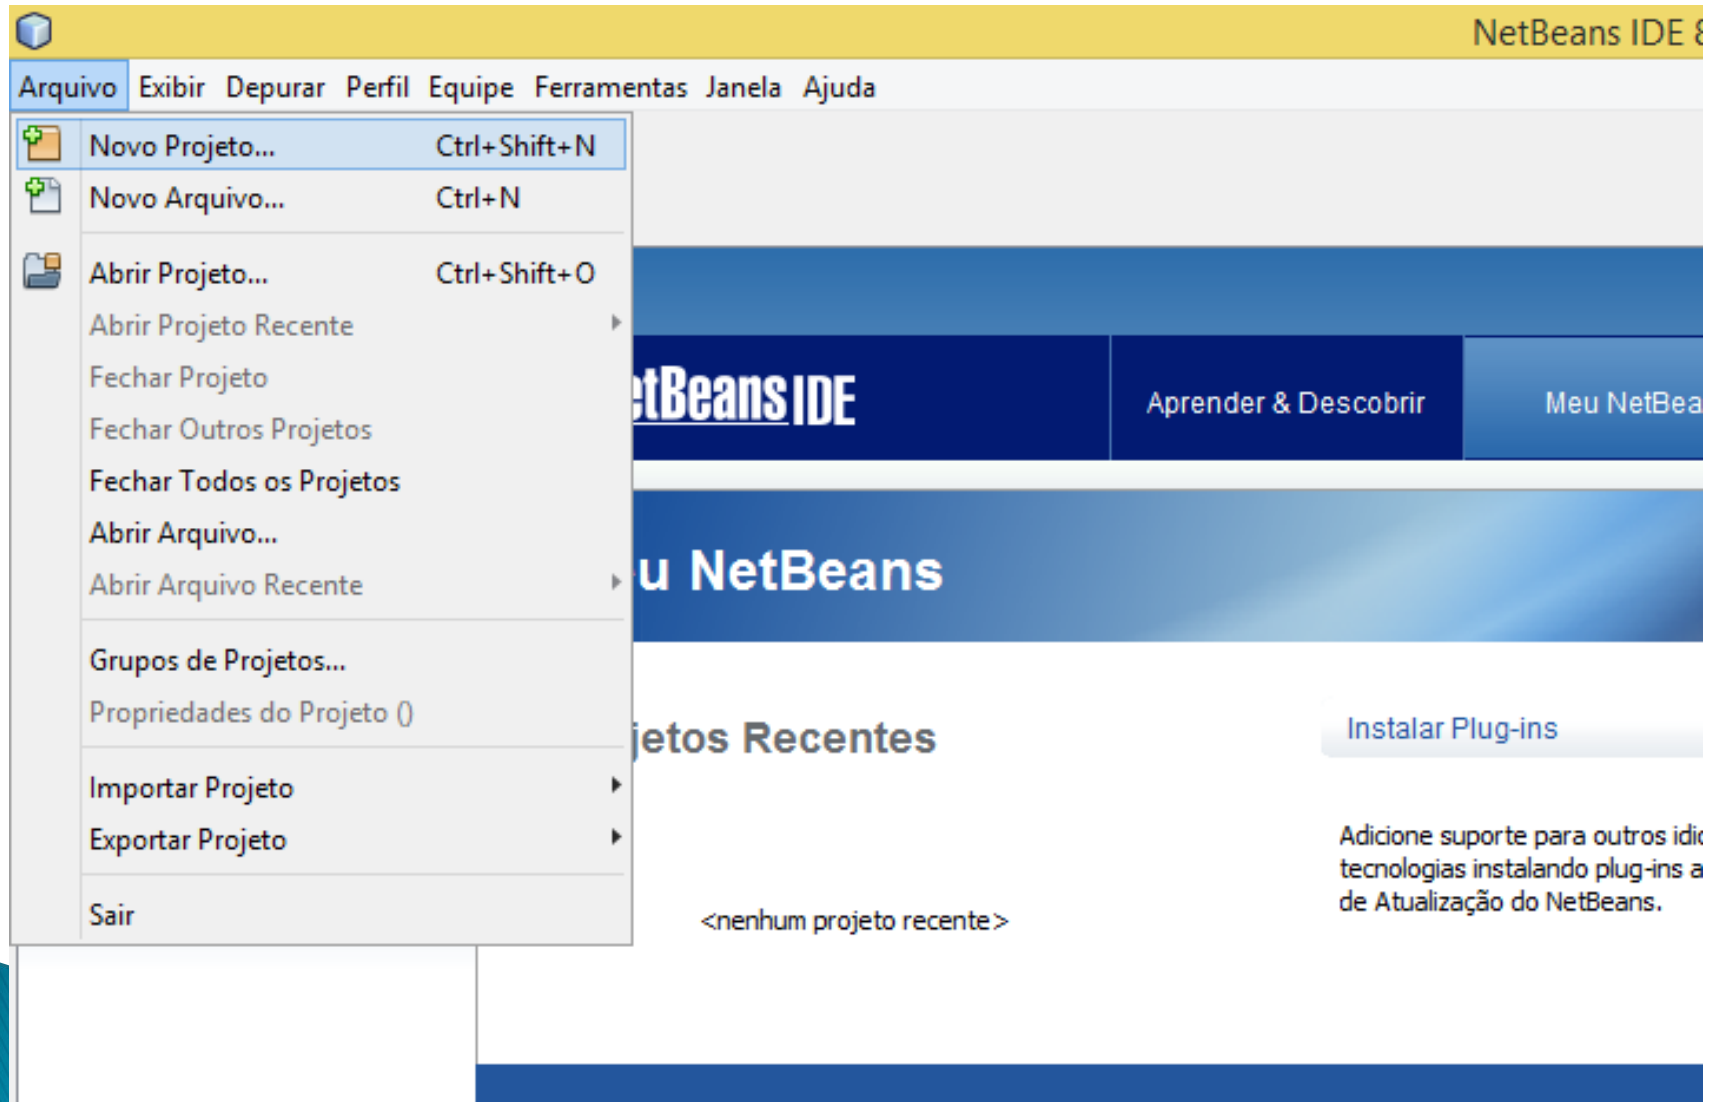 NetBeans IDE 8
Arquivo Exibir Depurar Perfil Equipe Ferramentas Janela Ajuda
Novo Projeto... Ctrl+Shift+N
Novo Arquivo... Ctrl+N
Abrir Projeto... Ctrl+Shift+O
Abrir Projeto Recente
Fechar Projeto
Fechar Outros Projetos
Fechar Todos os Projetos
Abrir Arquivo...
Abrir Arquivo Recente
Grupos de Projetos...
Propriedades do Projeto ()
Importar Projeto
Exportar Projeto
Sair
etBeans IDE
Aprender & Descobrir
Meu NetBea
u NetBeans
jetos Recentes
<nenhum projeto recente>
Instalar Plug-ins
Adicione suporte para outros idio
tecnologias instalando plug-ins a
de Atualização do NetBeans.